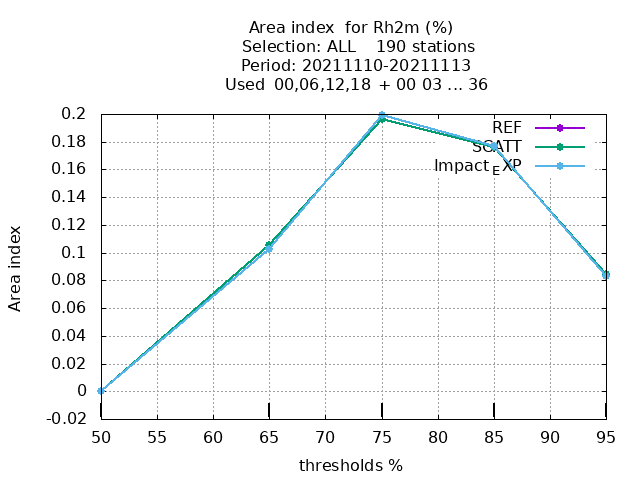 Area index  for Rh2m (%)
Selection: ALL    190 stations
Period: 20211110-20211113
Used  00,06,12,18  + 00 03 ... 36
0.2
0.18
0.16
0.14
0.12
0.1
0.08
0.06
0.04
0.02
0
-0.02
Area index
REF
SCATT
Impact_EXP
50 55 60 65 70 75 80 85 90 95
thresholds %